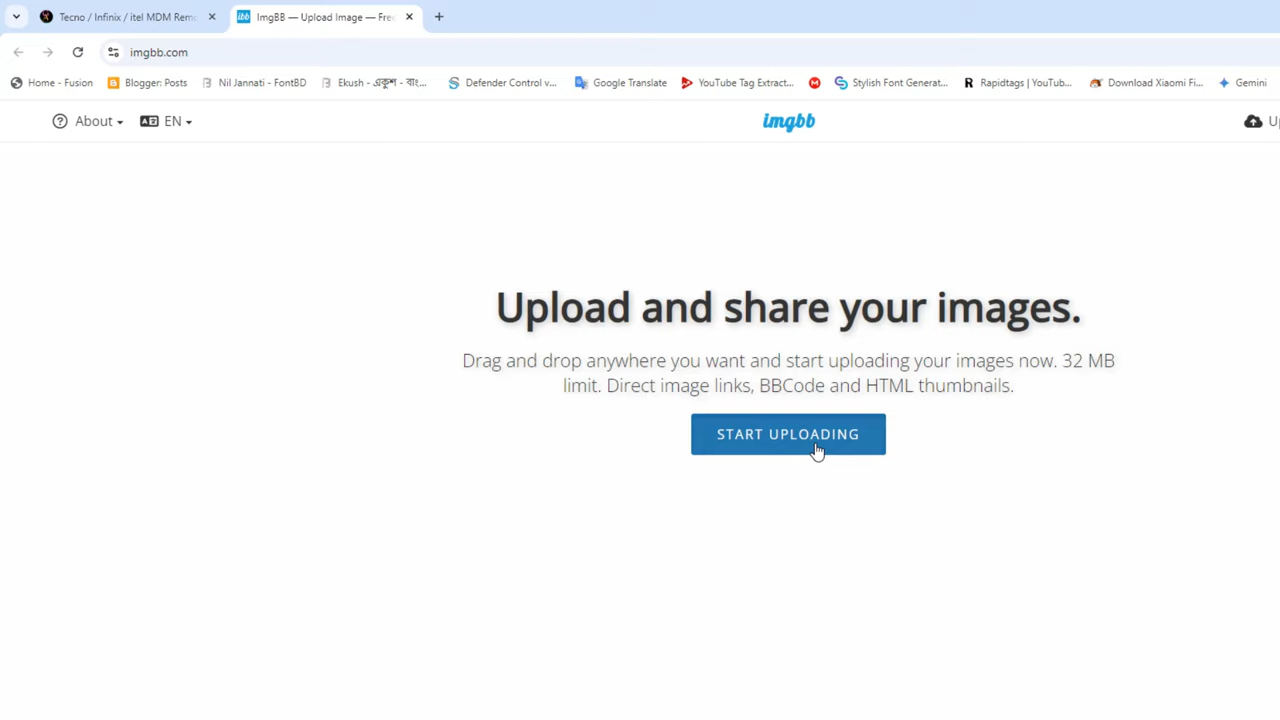 Tecno / Infinix / itel MDM Remo
ibb ImgBB — Upload Image — Free
imgbb.com
Home - Fusion Blogger: Posts Nil Jannati - FontBD Ekush - একুশ - বাং... Defender Control v... Google Translate YouTube Tag Extract... Stylish Font Generat... Rapidtags | YouTub... Download Xiaomi Fi... Gemini
About EN imgbb Up
Upload and share your images.
Drag and drop anywhere you want and start uploading your images now. 32 MB
limit. Direct image links, BBCode and HTML thumbnails.
START UPLOADING